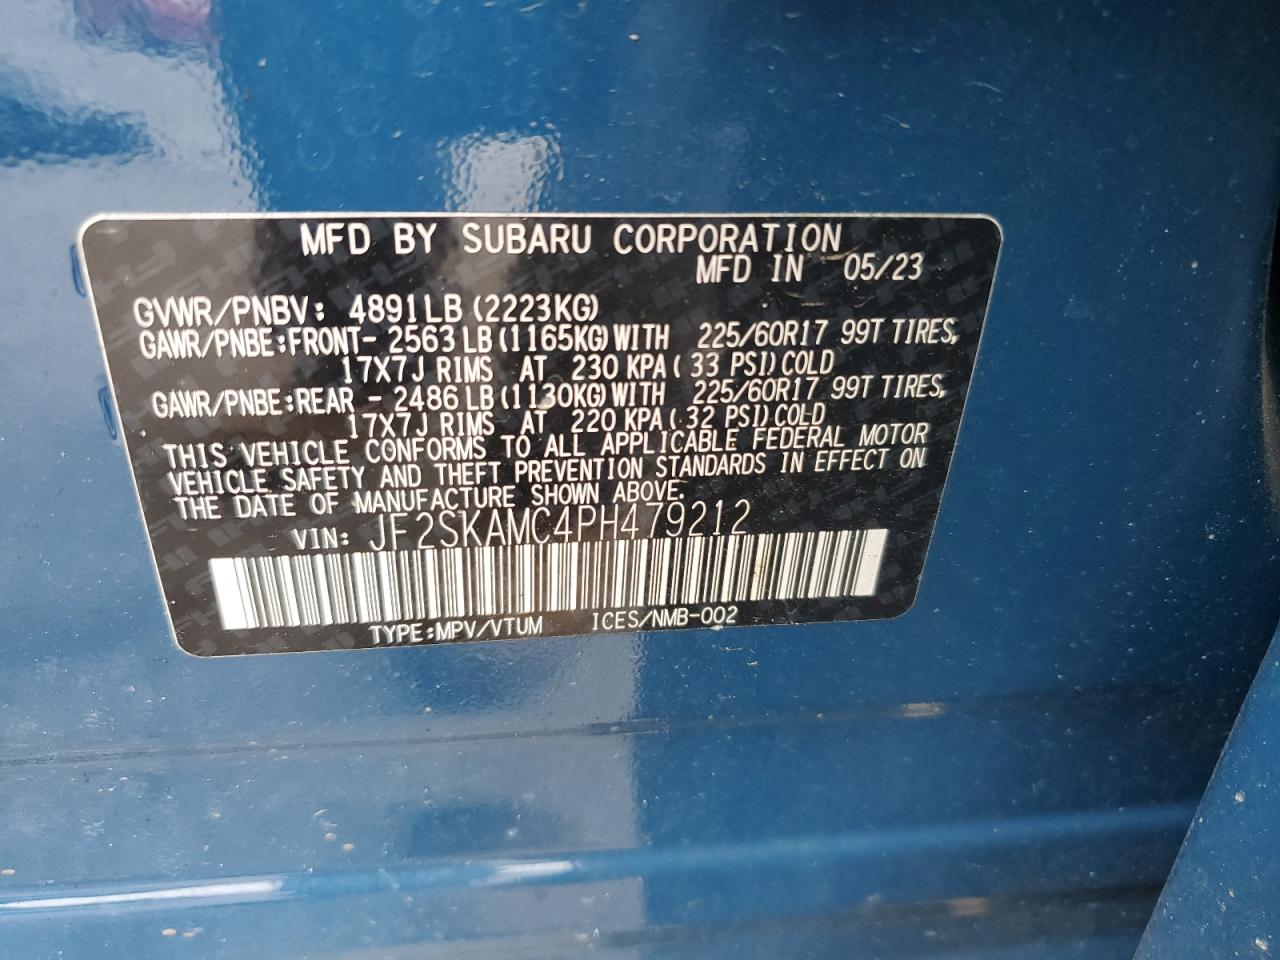 MFD BY SUBARU CORPORATION
MFD IN 05/23
GVWR/PNBV: 4891LB (2223KG)
GAWR/PNBE:FRONT- 2563LB (1165KG) WITH 225/60R17 99T TIRES,
17X7J RIMS AT 230 KPA ( 33 PSI) COLD
GAWR/PNBE:REAR - 2486LB (1130KG) WITH 225/60R17 99T TIRES,
17X7J RIMS AT 220 KPA ( 32 PSI) COLD
THIS VEHICLE CONFORMS TO ALL APPLICABLE FEDERAL MOTOR
VEHICLE SAFETY AND THEFT PREVENTION STANDARDS IN EFFECT ON
THE DATE OF MANUFACTURE SHOWN ABOVE.
VIN: JF2SKAMC4PH479212
TYPE:MPV/VTUM ICES/NMB-002